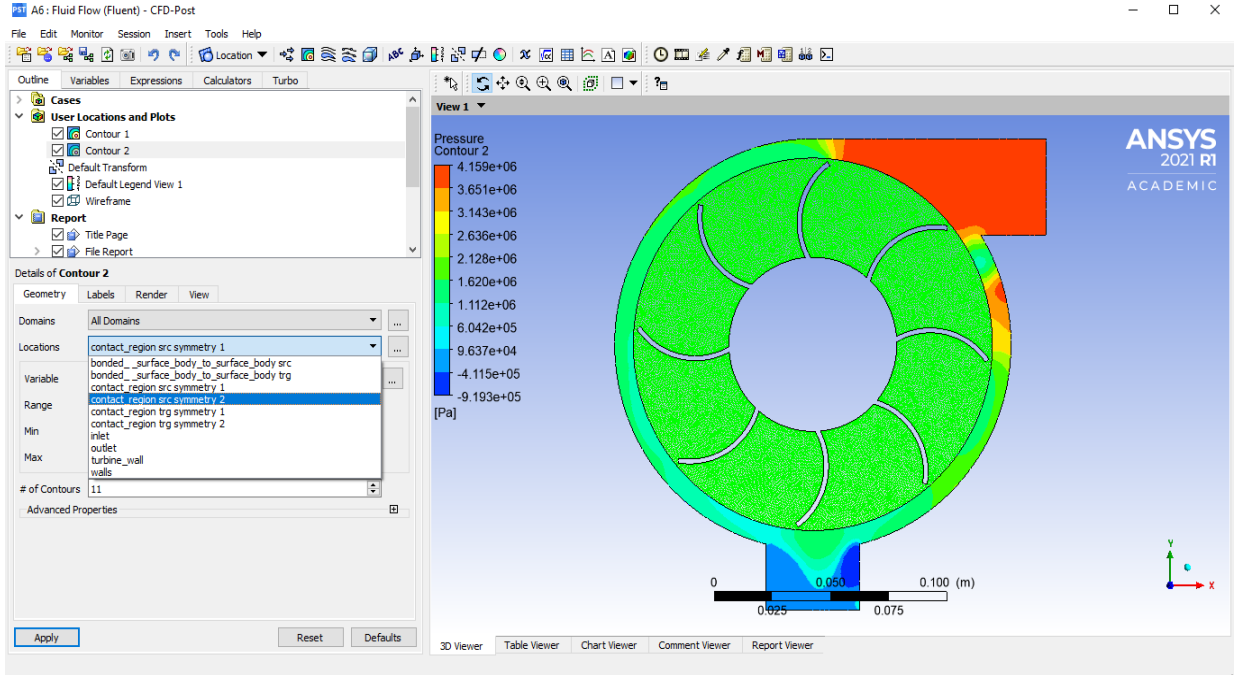 PST A6 : Fluid Flow (Fluent) - CFD-Post
File Edit Monitor Session Insert Tools Help
Location
Outline Variables Expressions Calculators Turbo
Cases
User Locations and Plots
Contour 1
Contour 2
Default Transform
Default Legend View 1
Wireframe
Report
Title Page
File Report
Details of Contour 2
Geometry Labels Render View
Domains All Domains ...
Locations contact_region src symmetry 1 ...
bonded_ _surface_body_to_surface_body src
bonded_ _surface_body_to_surface_body trg
Variable ...
contact_region src symmetry 1
contact_region src symmetry 2
Range
contact_region trg symmetry 1
contact_region trg symmetry 2
Min
inlet
outlet
Max
turbine_wall
walls
# of Contours 11
Advanced Properties
Apply Reset Defaults
View 1
Pressure
Contour 2
4.159e+06
3.651e+06
3.143e+06
2.636e+06
2.128e+06
1.620e+06
1.112e+06
6.042e+05
9.637e+04
-4.115e+05
-9.193e+05
[Pa]
ANSYS
2021 R1
ACADEMIC
0 0.050 0.100 (m)
0.025 0.075
Y
X
3D Viewer Table Viewer Chart Viewer Comment Viewer Report Viewer